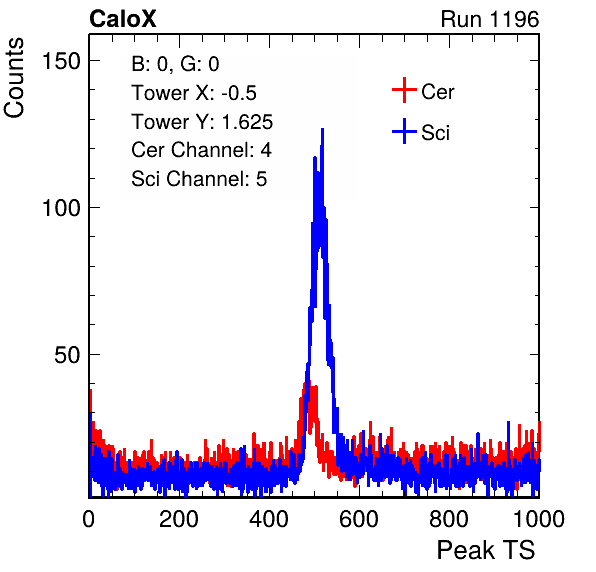 CaloX Run 1196
Counts
150
100
50
B: 0, G: 0
Tower X: -0.5
Tower Y: 1.625
Cer Channel: 4
Sci Channel: 5
Cer
Sci
0 200 400 600 800 1000
Peak TS